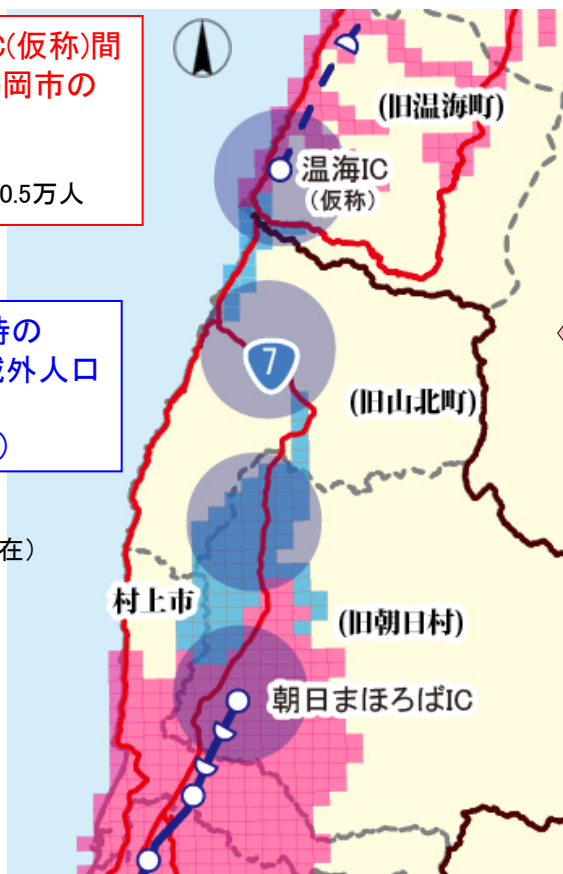 C(仮称)間
岡市の
0.5万人
(旧温海町)
温海IC
(仮称)
時の
域外人口
)
7
(旧山北町)
在)
村上市
(旧朝日村)
朝日まほろばIC